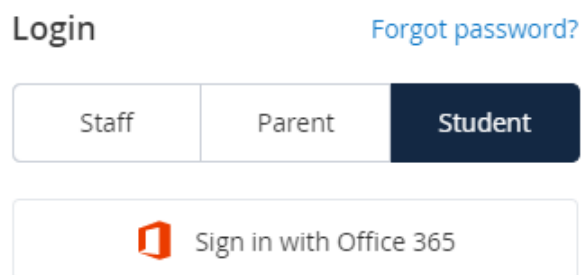 Login Forgot password?
Staff Parent Student
Sign in with Office 365